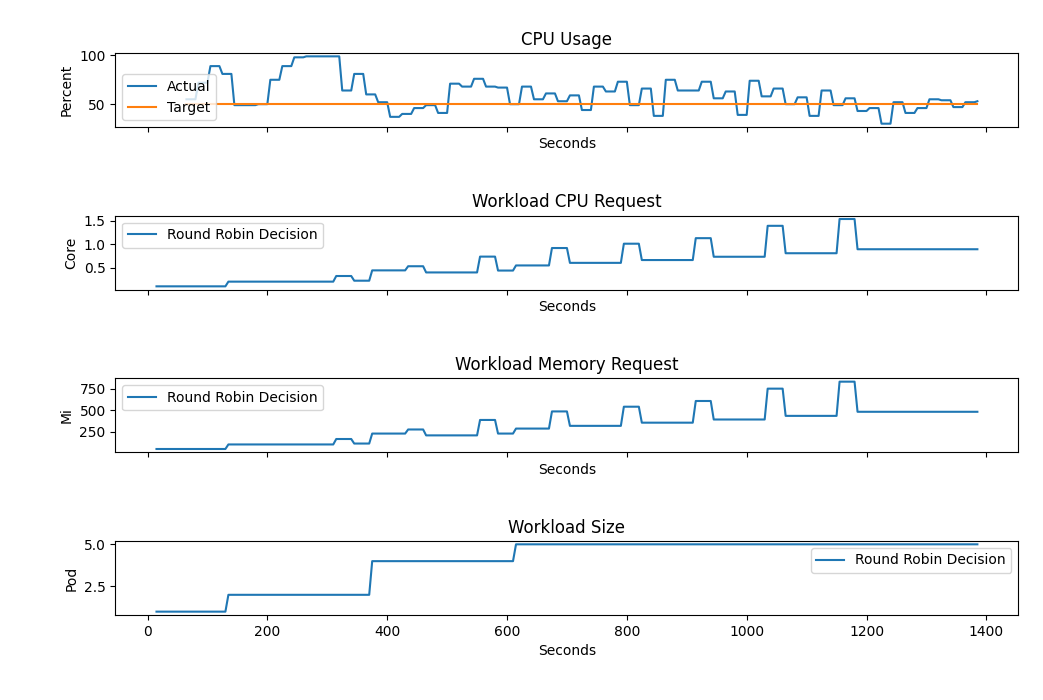 CPU Usage
100
50
Percent
Actual
Target
Seconds
Workload CPU Request
1.5
1.0
0.5
Core
Round Robin Decision
Seconds
Workload Memory Request
750
500
250
Mi
Round Robin Decision
Seconds
Workload Size
5.0
2.5
Pod
Round Robin Decision
0 200 400 600 800 1000 1200 1400
Seconds